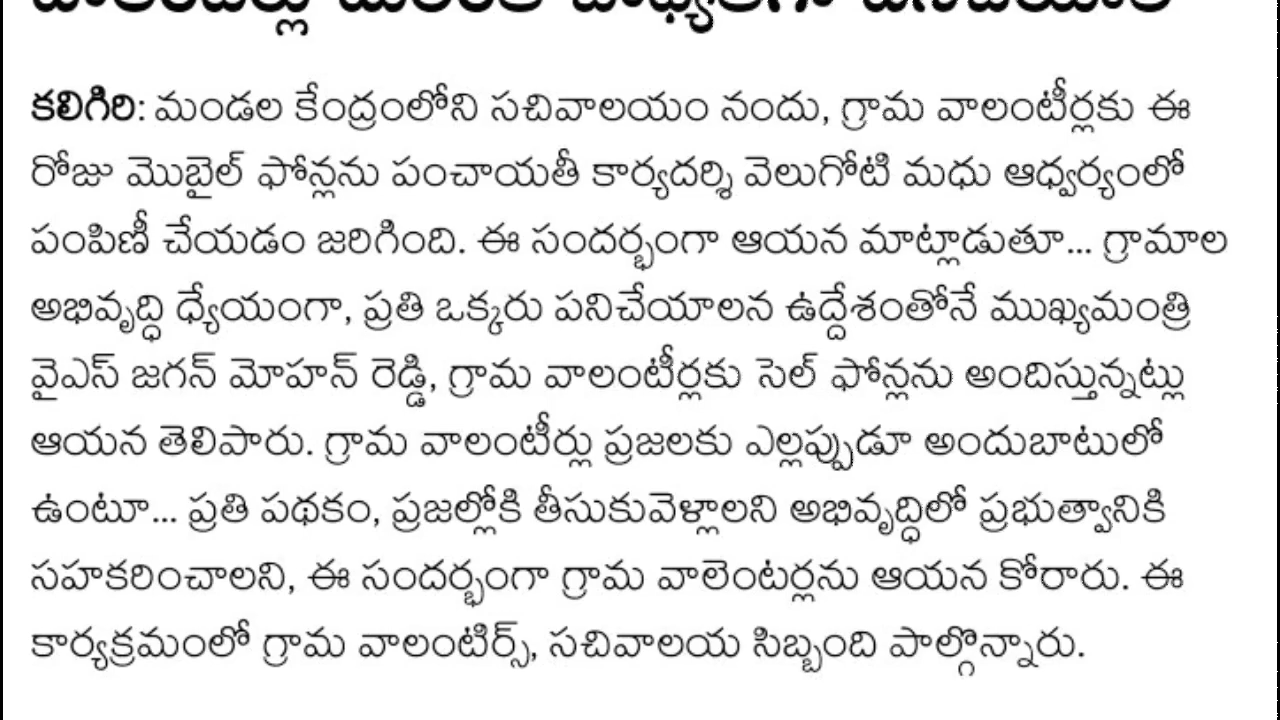 కలిగిరి: మండల కేంద్రంలోని సచివాలయం నందు, గ్రామ వాలంటీర్లకు ఈ
రోజు మొబైల్ ఫోన్లను పంచాయతీ కార్యదర్శి వెలుగోటి మధు ఆధ్వర్యంలో
పంపిణీ చేయడం జరిగింది. ఈ సందర్భంగా ఆయన మాట్లాడుతూ... గ్రామాల
అభివృద్ధి ధ్యేయంగా, ప్రతి ఒక్కరు పనిచేయాలన ఉద్దేశంతోనే ముఖ్యమంత్రి
వైఎస్ జగన్ మోహన్ రెడ్డి, గ్రామ వాలంటీర్లకు సెల్ ఫోన్లను అందిస్తున్నట్లు
ఆయన తెలిపారు. గ్రామ వాలంటీర్లు ప్రజలకు ఎల్లప్పుడూ అందుబాటులో
ఉంటూ... ప్రతి పథకం, ప్రజల్లోకి తీసుకువెళ్లాలని అభివృద్ధిలో ప్రభుత్వానికి
సహకరించాలని, ఈ సందర్భంగా గ్రామ వాలెంటర్లను ఆయన కోరారు. ఈ
కార్యక్రమంలో గ్రామ వాలంటిర్స్, సచివాలయ సిబ్బంది పాల్గొన్నారు.